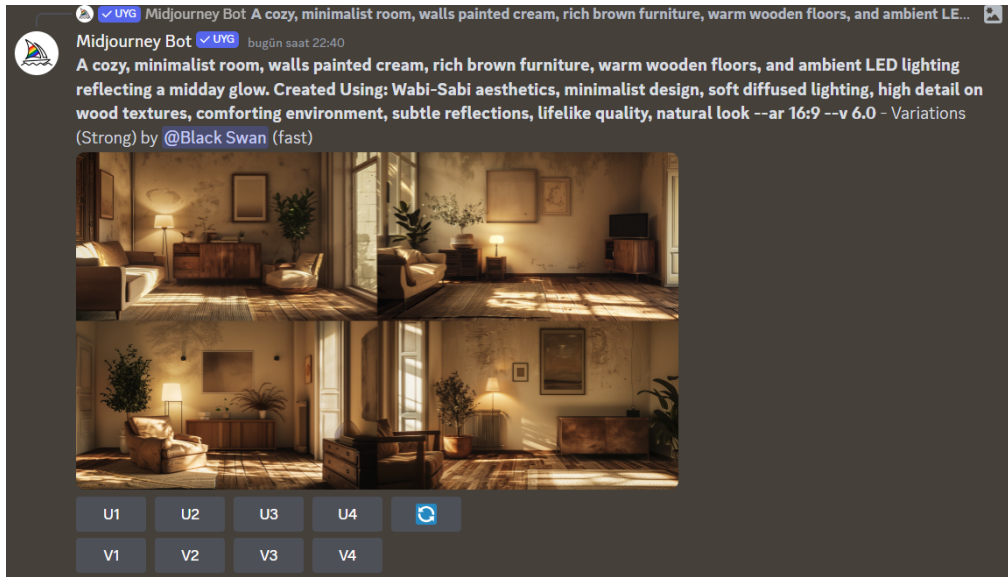 ✓ UYG Midjourney Bot A cozy, minimalist room, walls painted cream, rich brown furniture, warm wooden floors, and ambient LE...
Midjourney Bot ✓ UYG bugün saat 22:40
A cozy, minimalist room, walls painted cream, rich brown furniture, warm wooden floors, and ambient LED lighting
reflecting a midday glow. Created Using: Wabi-Sabi aesthetics, minimalist design, soft diffused lighting, high detail on
wood textures, comforting environment, subtle reflections, lifelike quality, natural look --ar 16:9 --v 6.0 - Variations
(Strong) by @Black Swan (fast)
U1 U2 U3 U4
V1 V2 V3 V4